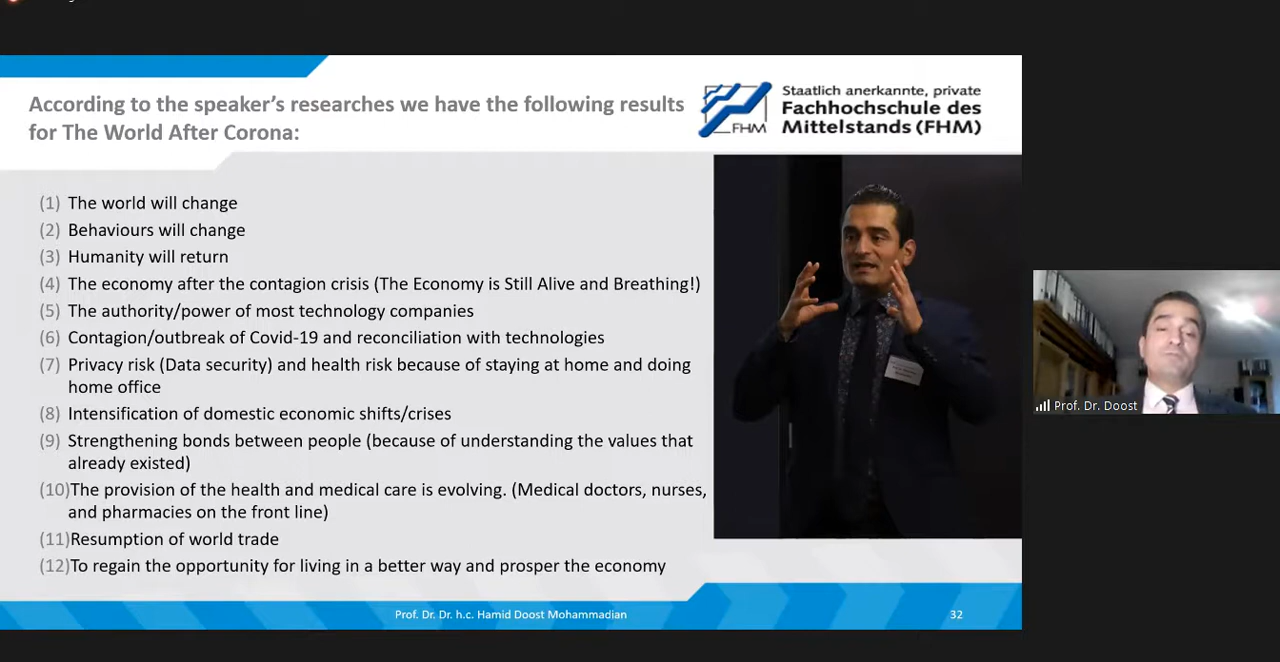 According to the speaker's researches we have the following results
for The World After Corona:
Staatlich anerkannte, private
Fachhochschule des
Mittelstands (FHM)
FHM
(1) The world will change
(2) Behaviours will change
(3) Humanity will return
(4) The economy after the contagion crisis (The Economy is Still Alive and Breathing!)
(5) The authority/power of most technology companies
(6) Contagion/outbreak of Covid-19 and reconciliation with technologies
(7) Privacy risk (Data security) and health risk because of staying at home and doing
home office
(8) Intensification of domestic economic shifts/crises
(9) Strengthening bonds between people (because of understanding the values that
already existed)
(10)The provision of the health and medical care is evolving. (Medical doctors, nurses,
and pharmacies on the front line)
(11)Resumption of world trade
(12)To regain the opportunity for living in a better way and prosper the economy
Prof. Dr. Dr. h.c. Hamid Doost Mohammadian
32
Prof. Dr. Doost